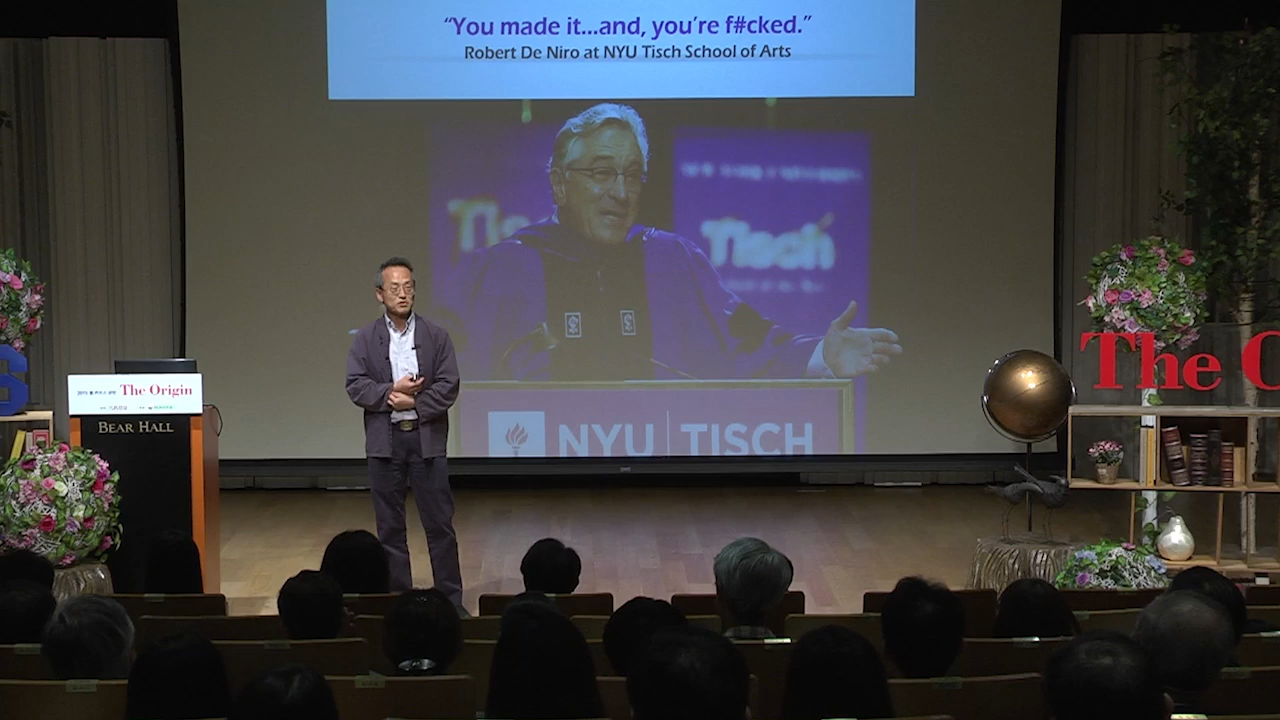 “You made it...and, you’re f#cked.”
Robert De Niro at NYU Tisch School of Arts
Tis
Tisch
The Origin
BEAR HALL
NYU TISCH
The O
S